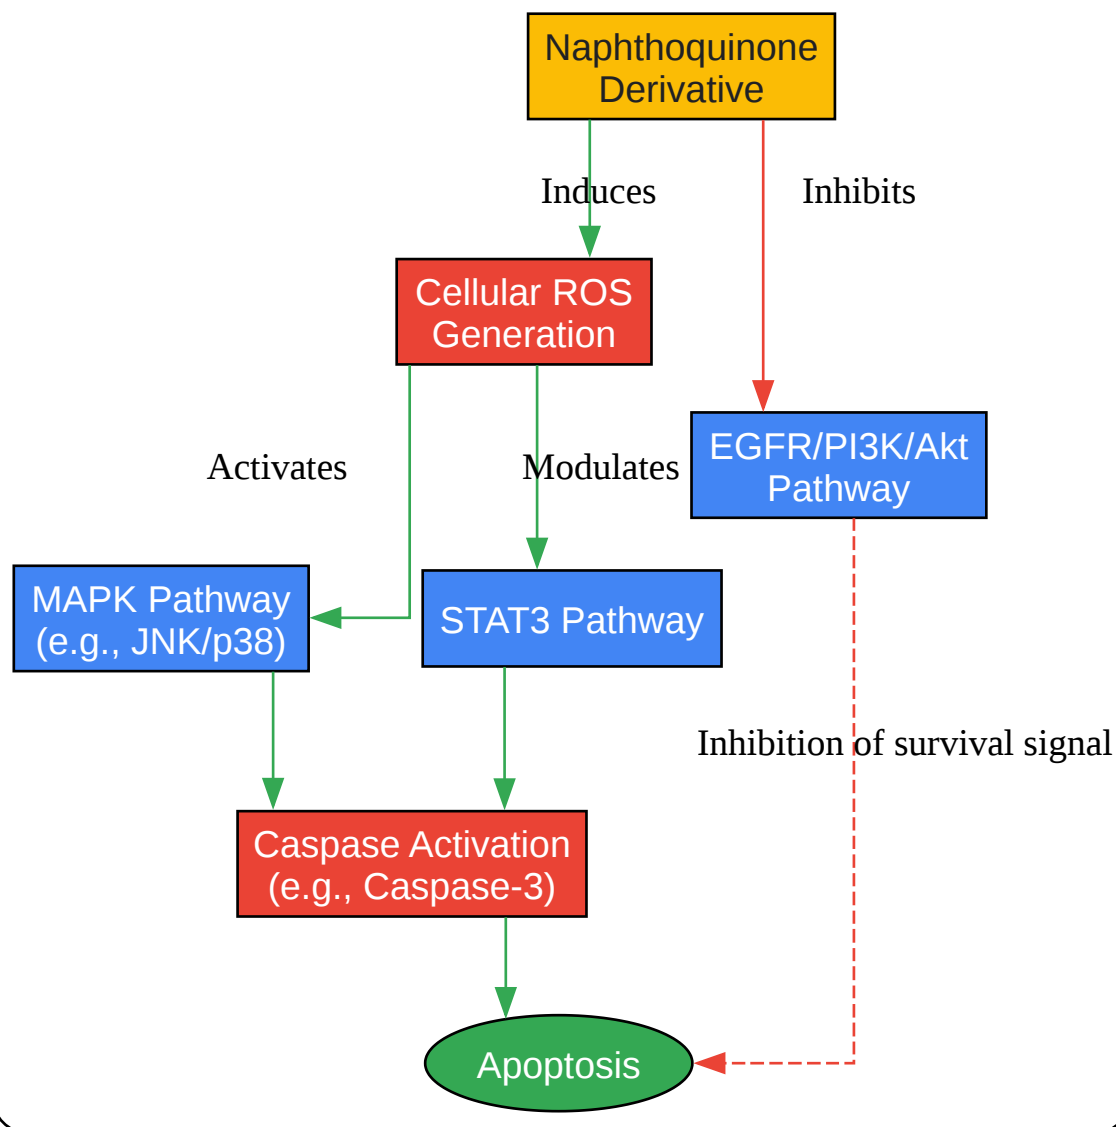 Naphthoquinone
Derivative
Induces
Inhibits
Cellular ROS
Generation
EGFR/PI3K/Akt
Pathway
Activates
Modulates
MAPK Pathway
(e.g., JNK/p38)
STAT3 Pathway
Inhibition of survival signal
Caspase Activation
(e.g., Caspase-3)
Apoptosis